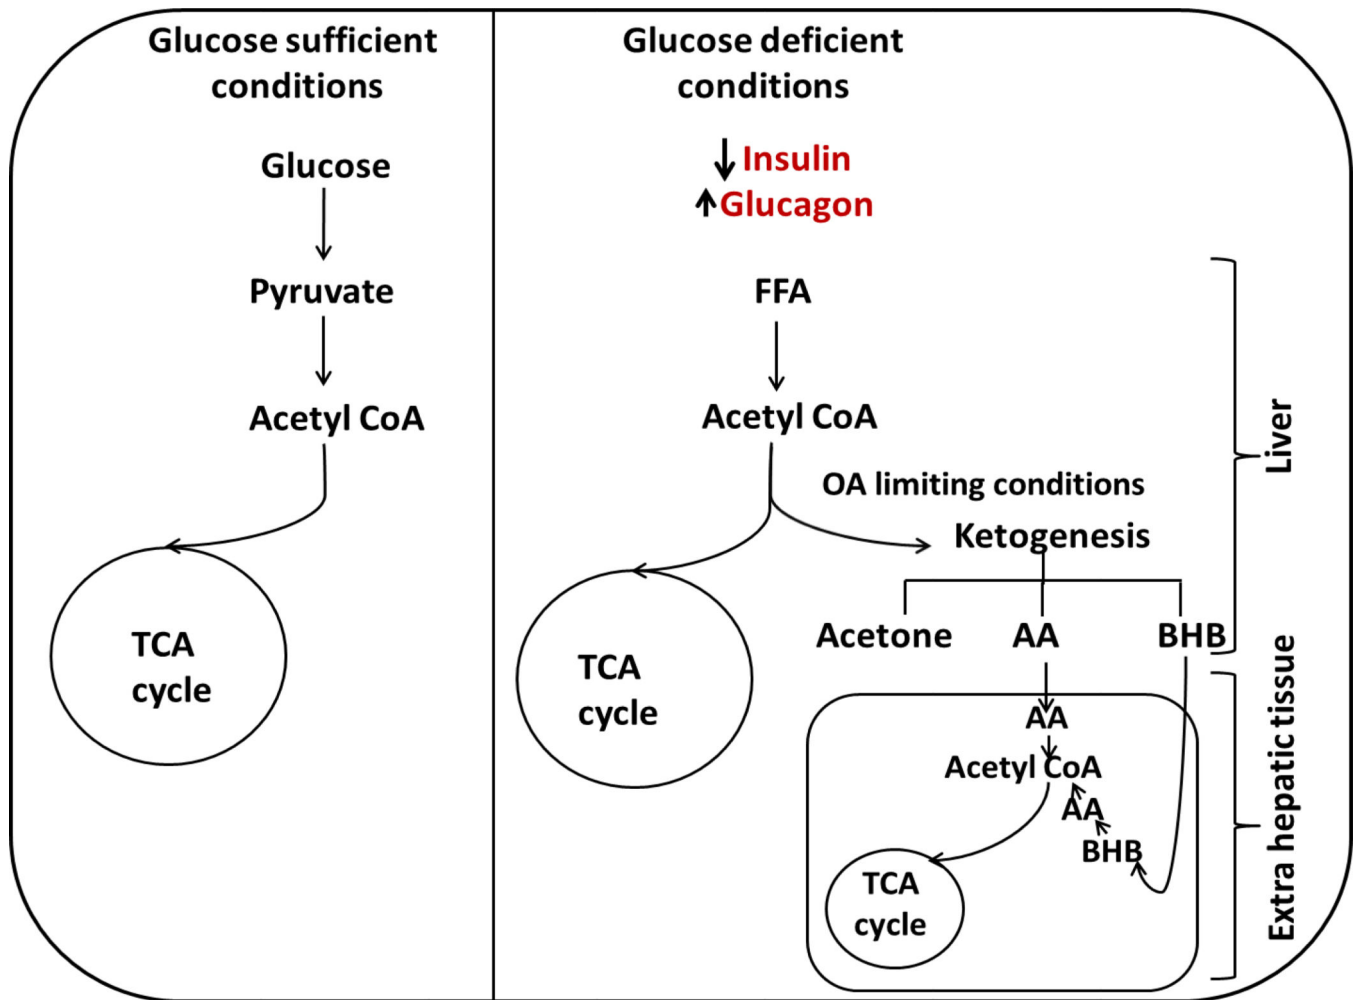 Glucose sufficient
conditions
Glucose
Pyruvate
Acetyl CoA
TCA
cycle
Glucose deficient
conditions
Insulin
Glucagon
FFA
Acetyl CoA
OA limiting conditions
Ketogenesis
Acetone AA BHB
TCA
cycle
AA
Acetyl CoA
AA
BHB
TCA
cycle
Liver
Extra hepatic tissue